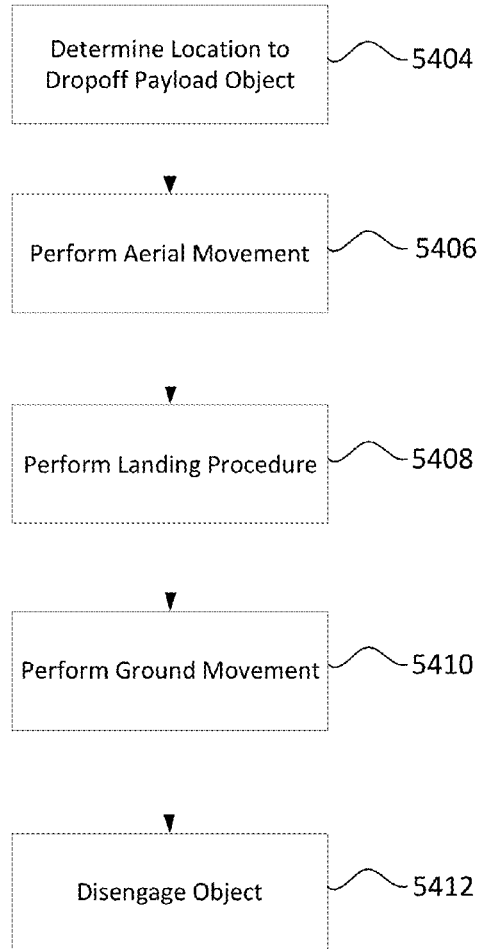 Determine Location to
Dropoff Payload Object
5404
Perform Aerial Movement
5406
Perform Landing Procedure
5408
Perform Ground Movement
5410
Disengage Object
5412